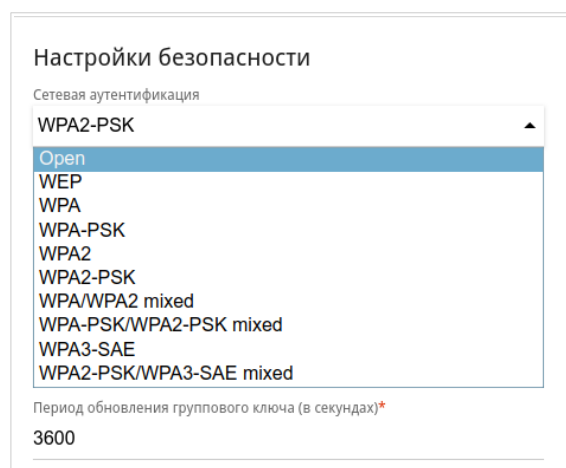 Настройки безопасности
Сетевая аутентификация
WPA2-PSK
Open
WEP
WPA
WPA-PSK
WPA2
WPA2-PSK
WPA/WPA2 mixed
WPA-PSK/WPA2-PSK mixed
WPA3-SAE
WPA2-PSK/WPA3-SAE mixed
Период обновления группового ключа (в секундах)*
3600